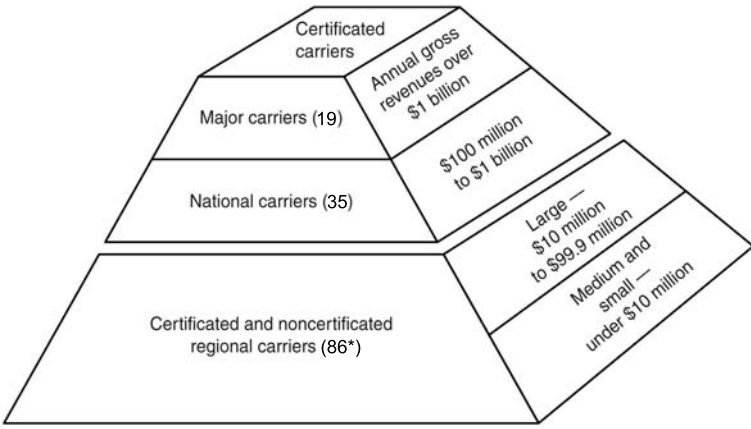 Certificated
carriers
Annual gross
revenues over
$1 billion
Major carriers (19)
$100 million
to $1 billion
National carriers (35)
Large —
$10 million
to $99.9 million
Medium and
small —
under $10 million
Certificated and noncertificated
regional carriers (86*)